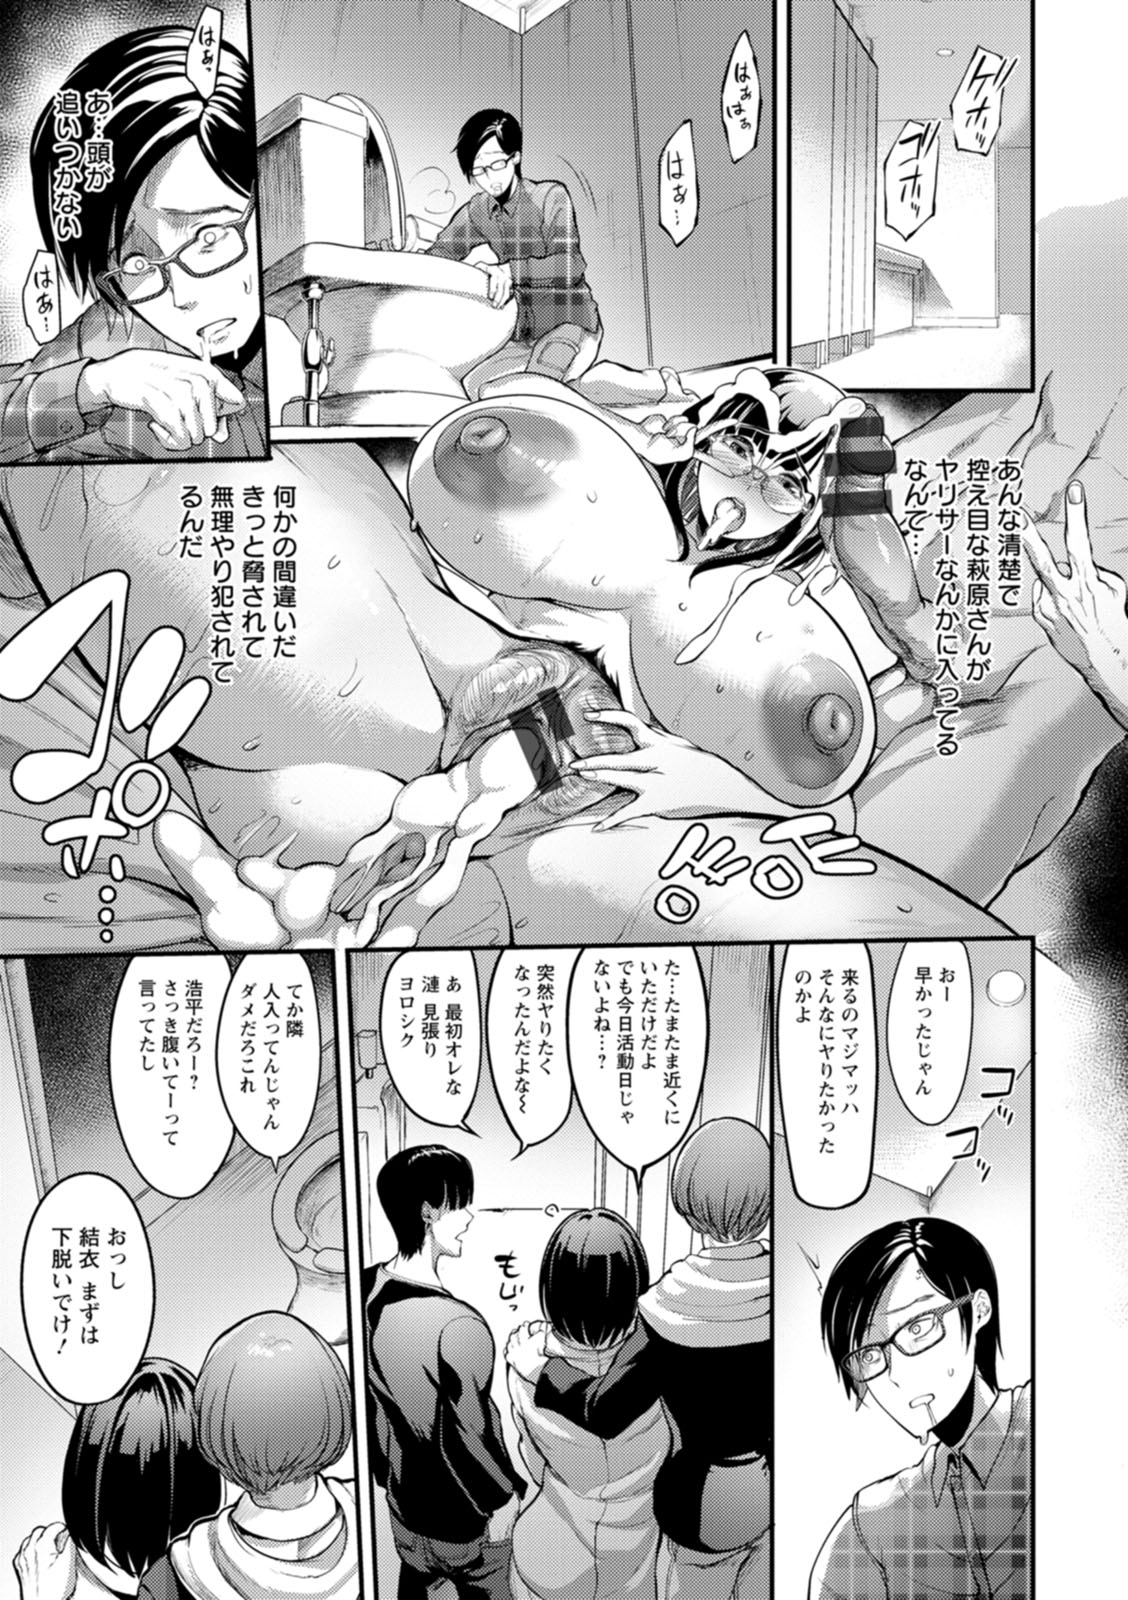 ゲホッ
ゴホッ
はぁはぁ
はぁ…
はぁっ
あ…頭が
追いつかない
はぁ…
あんな清楚で
控え目な萩原さんが
ヤリサーなんかに入ってる
なんて…
何かの間違いだ
きっと脅されて
無理やり犯されて
るんだ
おー
早かったじゃん
コツ
コツ
来るのマジマッハ
そんなにヤりたかった
のかよ
た…たまたま近くに
いただけだよ
でも今日活動日じゃ
ないよね…?
突然ヤりたく
なったんだよな〜
あ 最初オレな
漣 見張り
ヨロシク
もじっ
てか隣
人入ってんじゃん
ダメだろこれ
浩平だろー?
さっき腹いてーって
言ってたし
おっし
結衣 まずは
下脱いでけ!